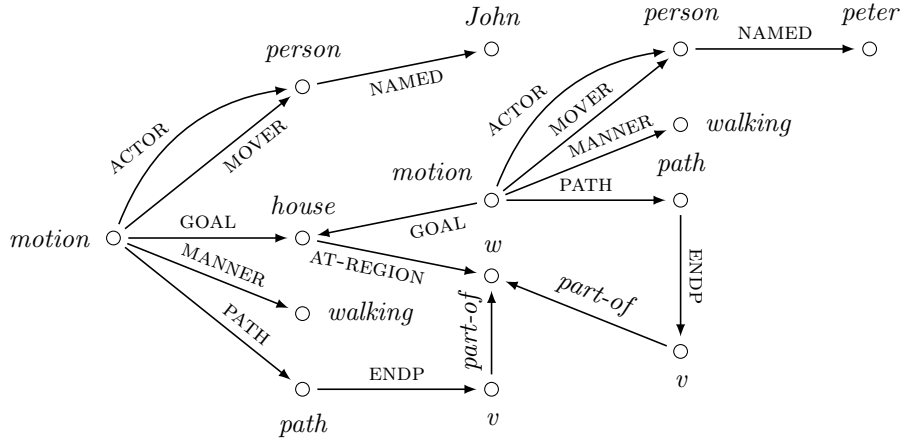 John
person
peter
person
NAMED
NAMED
ACTOR
MOVER
MANNER
walking
ACTOR
MOVER
motion
path
PATH
house
GOAL
GOAL
motion
w
AT-REGION
MANNER
ENDP
part-of
part-of
walking
PATH
ENDP
v
path
v